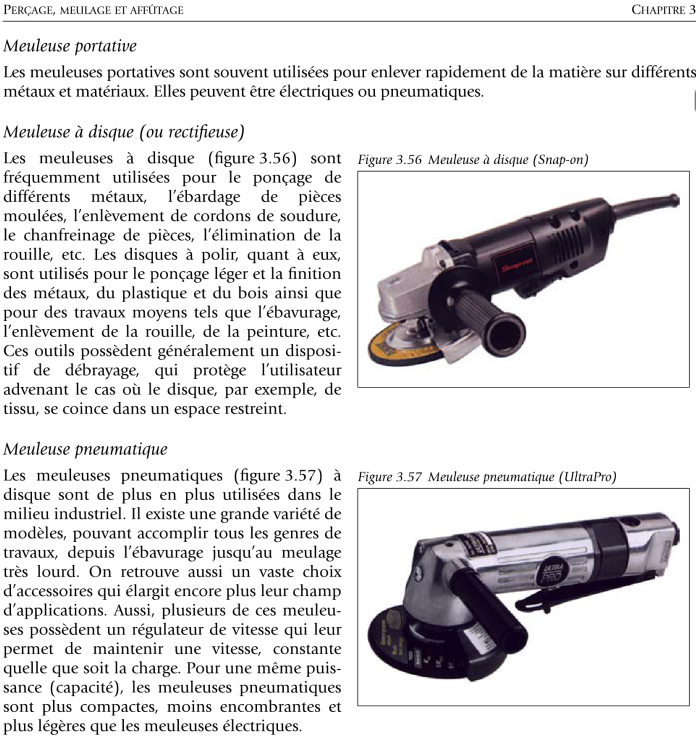 PERÇAGE, MEULAGE ET AFFÛTAGE CHAPITRE 3
Meuleuse portative
Les meuleuses portatives sont souvent utilisées pour enlever rapidement de la matière sur différents
métaux et matériaux. Elles peuvent être électriques ou pneumatiques.
Meuleuse à disque (ou rectifieuse)
Les meuleuses à disque (figure 3.56) sont
fréquemment utilisées pour le ponçage de
différents métaux, l'ébardage de pièces
moulées, l'enlèvement de cordons de soudure,
le chanfreinage de pièces, l'élimination de la
rouille, etc. Les disques à polir, quant à eux,
sont utilisés pour le ponçage léger et la finition
des métaux, du plastique et du bois ainsi que
pour des travaux moyens tels que l'ébavurage,
l'enlèvement de la rouille, de la peinture, etc.
Ces outils possèdent généralement un disposi-
tif de débrayage, qui protège l'utilisateur
advenant le cas où le disque, par exemple, de
tissu, se coince dans un espace restreint.
Figure 3.56 Meuleuse à disque (Snap-on)
Snap-on
Meuleuse pneumatique
Les meuleuses pneumatiques (figure 3.57) à
disque sont de plus en plus utilisées dans le
milieu industriel. Il existe une grande variété de
modèles, pouvant accomplir tous les genres de
travaux, depuis l'ébavurage jusqu'au meulage
très lourd. On retrouve aussi un vaste choix
d'accessoires qui élargit encore plus leur champ
d'applications. Aussi, plusieurs de ces meuleu-
ses possèdent un régulateur de vitesse qui leur
permet de maintenir une vitesse, constante
quelle que soit la charge. Pour une même puis-
sance (capacité), les meuleuses pneumatiques
sont plus compactes, moins encombrantes et
plus légères que les meuleuses électriques.
Figure 3.57 Meuleuse pneumatique (UltraPro)
ULTRA
PRO